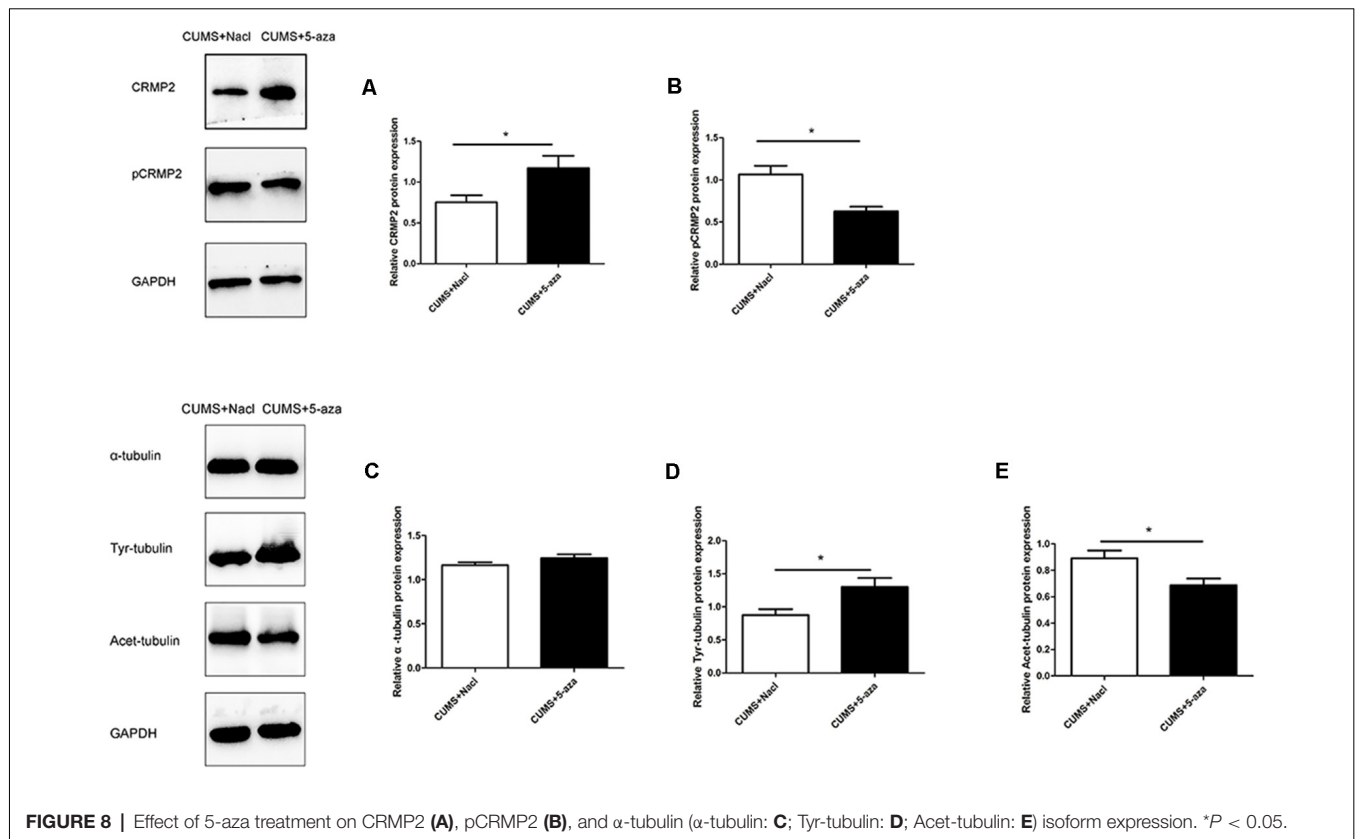 CUMS+Nacl CUMS+5-aza
CRMP2
pCRMP2
GAPDH
A
Relative CRMP2 protein expression
1.5
1.0
0.5
0.0
*
CUMS+Nacl
CUMS+5-aza
B
Relative pCRMP2 protein expression
1.5
1.0
0.5
0.0
*
CUMS+Nacl
CUMS+5-aza
CUMS+Nacl CUMS+5-aza
α-tubulin
Tyr-tubulin
Acet-tubulin
GAPDH
C
Relative α -tubulin protein expression
1.5
1.0
0.5
0.0
CUMS+Nacl
CUMS+5-aza
D
Relative Tyr-tubulin protein expression
2.0
1.5
1.0
0.5
0.0
*
CUMS+Nacl
CUMS+5-aza
E
Relative Acet-tubulin protein expression
1.0
0.8
0.6
0.4
0.2
0.0
*
CUMS+Nacl
CUMS+5-aza
FIGURE 8 | Effect of 5-aza treatment on CRMP2 (A), pCRMP2 (B), and α-tubulin (α-tubulin: C; Tyr-tubulin: D; Acet-tubulin: E) isoform expression. *P < 0.05.